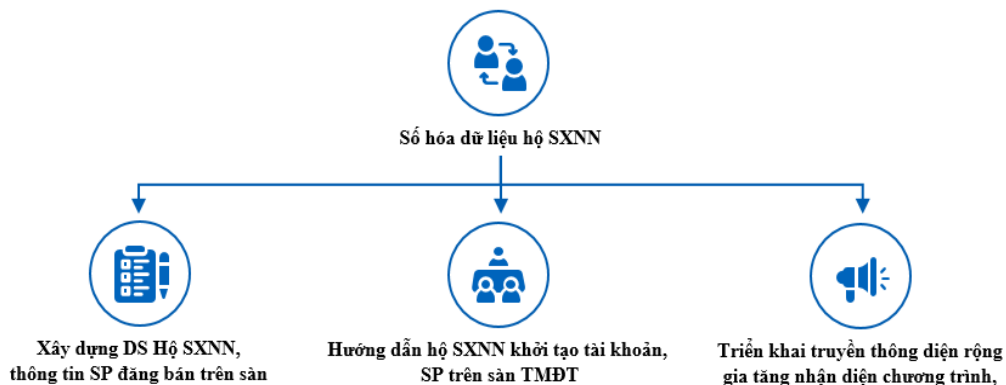 Số hóa dữ liệu hộ SXNN
Xây dựng DS Hộ SXNN,
thông tin SP đăng bán trên sàn
Hướng dẫn hộ SXNN khởi tạo tài khoản,
SP trên sàn TMĐT
Triển khai truyền thông diện rộng
gia tăng nhận diện chương trình,